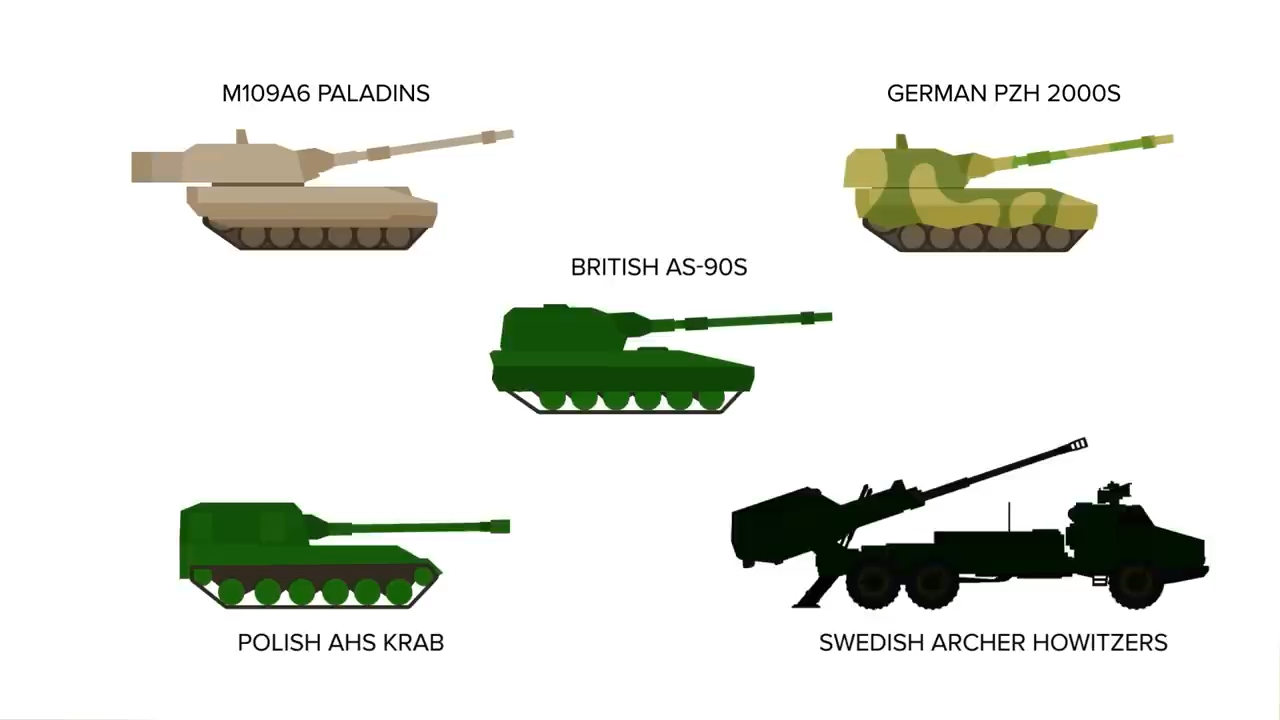 M109A6 PALADINS
GERMAN PZH 2000S
BRITISH AS-90S
POLISH AHS KRAB
SWEDISH ARCHER HOWITZERS